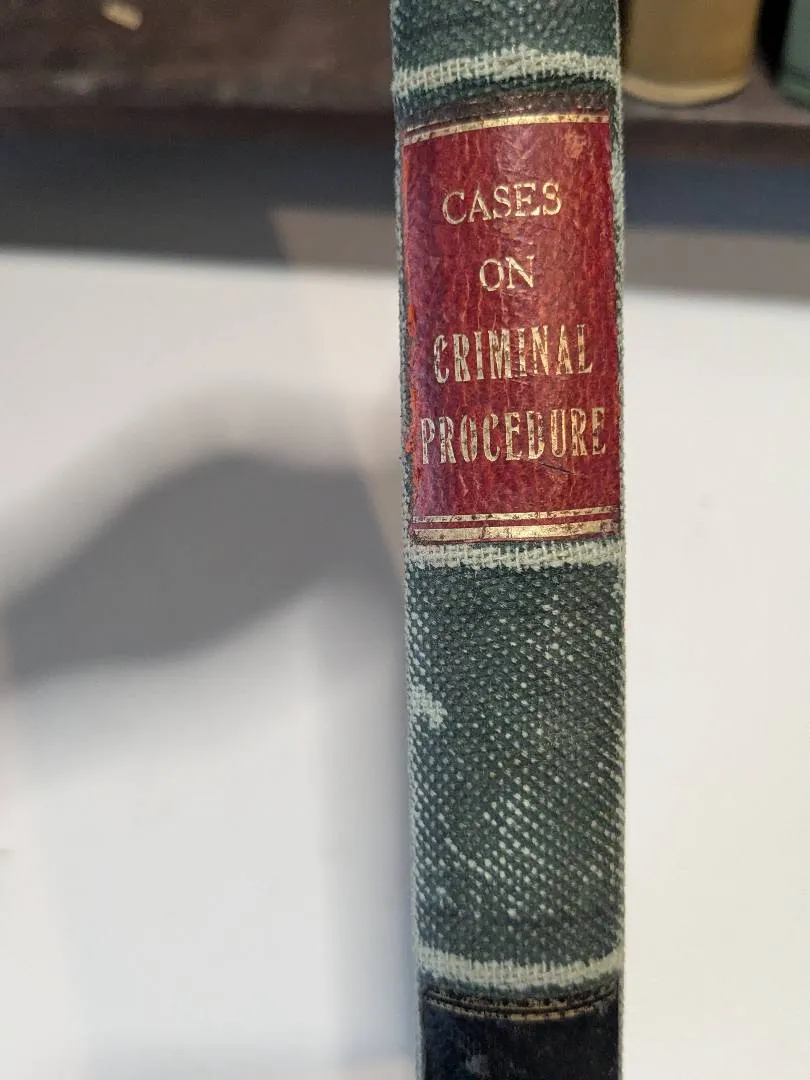 CASES
ON
CRIMINAL
PROCEDURE